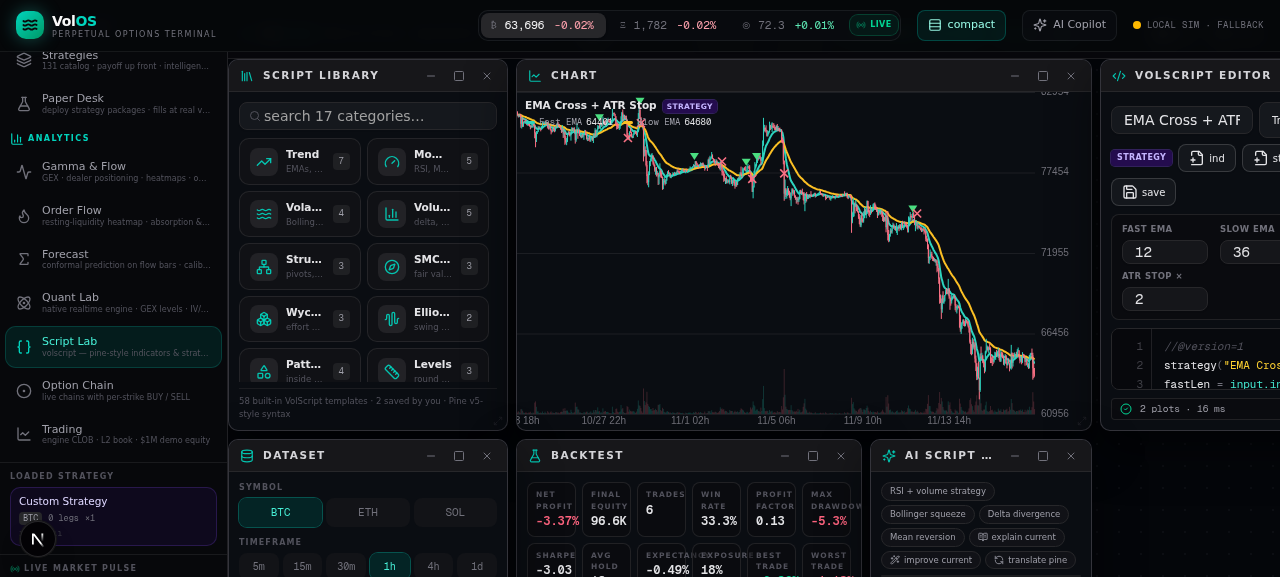 VolOS
PERPETUAL OPTIONS TERMINAL
₿ 63,696 -0.02%
Ξ 1,782 -0.02%
◎ 72.3 +0.01%
LIVE
compact
AI Copilot
LOCAL SIM · FALLBACK
Strategies
131 catalog · payoff up front · intelligen…
Paper Desk
deploy strategy packages · fills at real v…
ANALYTICS
Gamma & Flow
GEX · dealer positioning · heatmaps · o…
Order Flow
resting-liquidity heatmap · absorption &…
Forecast
conformal prediction on flow bars · calib…
Quant Lab
native realtime engine · GEX levels · IV/…
Script Lab
volscript — pine-style indicators & strat…
Option Chain
live chains with per-strike BUY / SELL
Trading
engine CLOB · L2 book · $1M demo equity
LOADED STRATEGY
Custom Strategy
BTC 0 legs ×1
N
LIVE MARKET PULSE
SCRIPT LIBRARY
search 17 categories…
Trend 7
EMAs, …
Mo… 5
RSI, M…
Vola… 4
Bolling…
Volu… 5
delta, …
Stru… 3
pivots,…
SMC… 3
fair val…
Wyc… 3
effort …
Ellio… 2
swing …
Patt… 4
inside …
Levels 3
round …
58 built-in VolScript templates · 2 saved by you · Pine v5-
style syntax
CHART
EMA Cross + ATR Stop STRATEGY
Fast EMA 64401 Slow EMA 64680
77454
71955
66456
60956
18h
10/27 22h
11/1 02h
11/5 06h
11/9 10h
11/13 14h
VOLSCRIPT EDITOR
EMA Cross + ATF
Tr
STRATEGY
ind
st
save
FAST EMA
12
SLOW EMA
36
ATR STOP ×
2
1 //@version=1
2 strategy("EMA Cros
3 fastLen = input.in
2 plots · 16 ms
DATASET
SYMBOL
BTC
ETH
SOL
TIMEFRAME
5m
15m
30m
1h
4h
1d
BACKTEST
NET PROFIT
-3.37%
FINAL EQUITY
96.6K
TRADES
6
WIN RATE
33.3%
PROFIT FACTOR
0.13
MAX DRAWDOW
-5.3%
SHARPE
-3.03
AVG HOLD
EXPECTANC
-0.49%
EXPOSURE
18%
BEST TRADE
WORST TRADE
AI SCRIPT …
RSI + volume strategy
Bollinger squeeze
Delta divergence
Mean reversion
explain current
improve current
translate pine